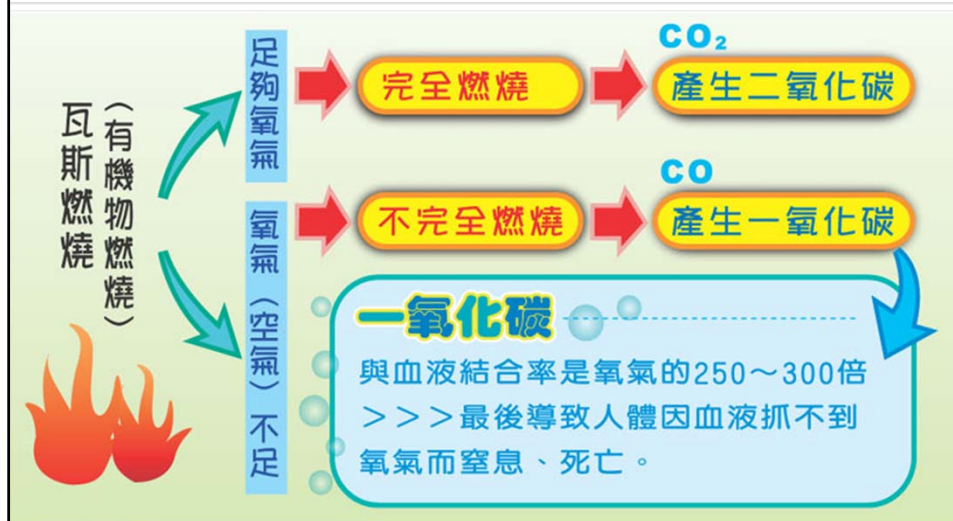 瓦斯燃燒
（有機物燃燒）
足夠氧氣
完全燃燒
CO₂
產生二氧化碳
氧氣（空氣）不足
不完全燃燒
CO
產生一氧化碳
一氧化碳
與血液結合率是氧氣的250～300倍
＞＞＞最後導致人體因血液抓不到
氧氣而窒息、死亡。